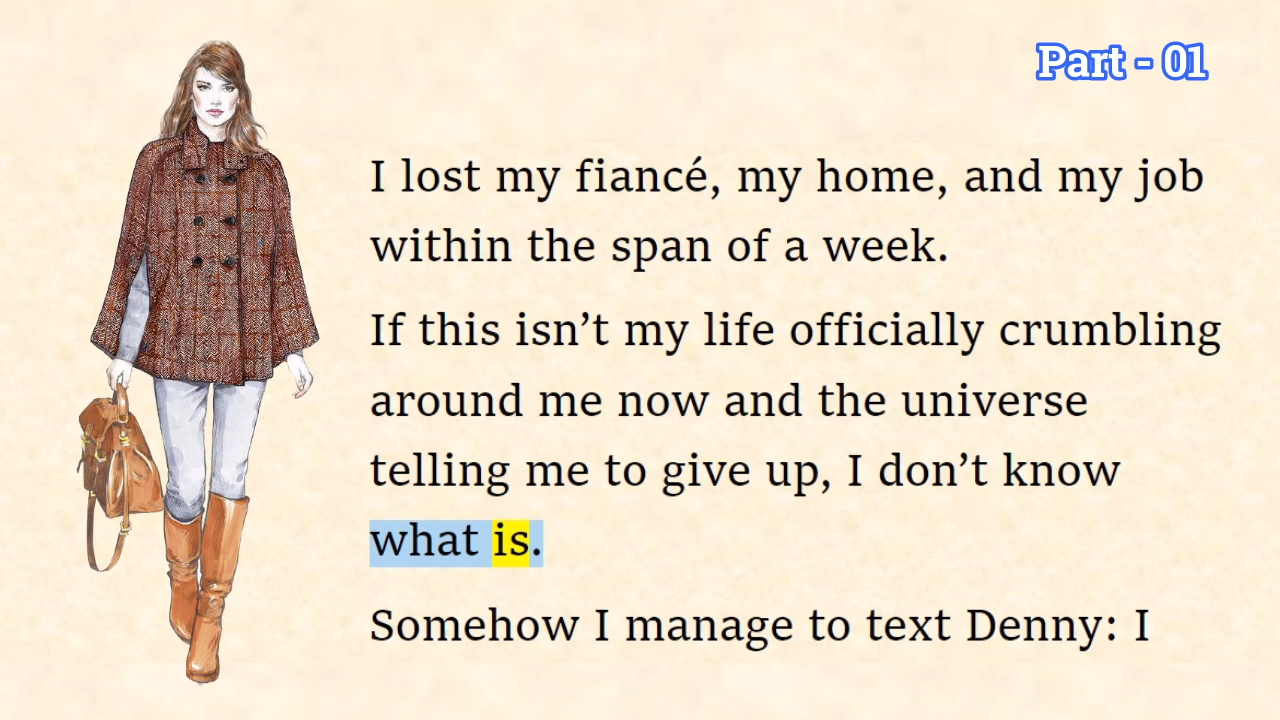 Part - 01
I lost my fiancé, my home, and my job
within the span of a week.
If this isn’t my life officially crumbling
around me now and the universe
telling me to give up, I don’t know
what is.
Somehow I manage to text Denny: I